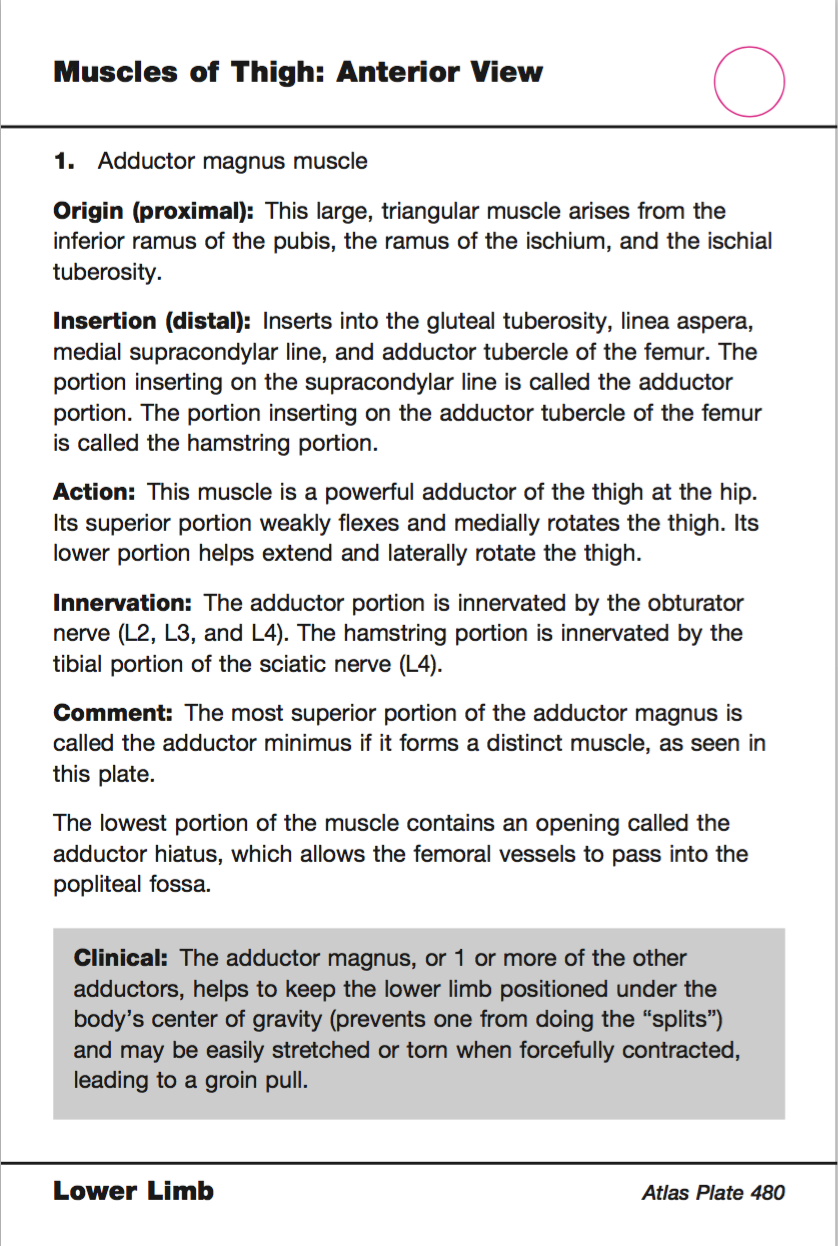 Muscles of Thigh: Anterior View
1. Adductor magnus muscle
Origin (proximal): This large, triangular muscle arises from the
inferior ramus of the pubis, the ramus of the ischium, and the ischial
tuberosity.
Insertion (distal): Inserts into the gluteal tuberosity, linea aspera,
medial supracondylar line, and adductor tubercle of the femur. The
portion inserting on the supracondylar line is called the adductor
portion. The portion inserting on the adductor tubercle of the femur
is called the hamstring portion.
Action: This muscle is a powerful adductor of the thigh at the hip.
Its superior portion weakly flexes and medially rotates the thigh. Its
lower portion helps extend and laterally rotate the thigh.
Innervation: The adductor portion is innervated by the obturator
nerve (L2, L3, and L4). The hamstring portion is innervated by the
tibial portion of the sciatic nerve (L4).
Comment: The most superior portion of the adductor magnus is
called the adductor minimus if it forms a distinct muscle, as seen in
this plate.
The lowest portion of the muscle contains an opening called the
adductor hiatus, which allows the femoral vessels to pass into the
popliteal fossa.
Clinical: The adductor magnus, or 1 or more of the other
adductors, helps to keep the lower limb positioned under the
body’s center of gravity (prevents one from doing the “splits”)
and may be easily stretched or torn when forcefully contracted,
leading to a groin pull.
Lower Limb
Atlas Plate 480